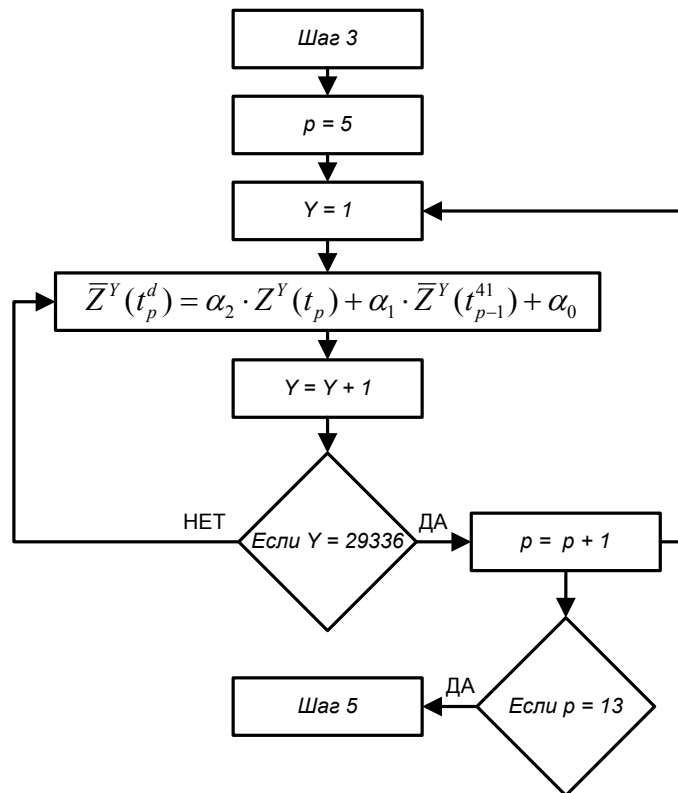 Шаг 3
p = 5
Y = 1
Z̅^Y(t_p^d) = α₂ · Z^Y(t_p) + α₁ · Z̅^Y(t_{p–1}^{41}) + α₀
Y = Y + 1
НЕТ
Если Y = 29336
ДА
p = p + 1
Шаг 5
ДА
Если p = 13